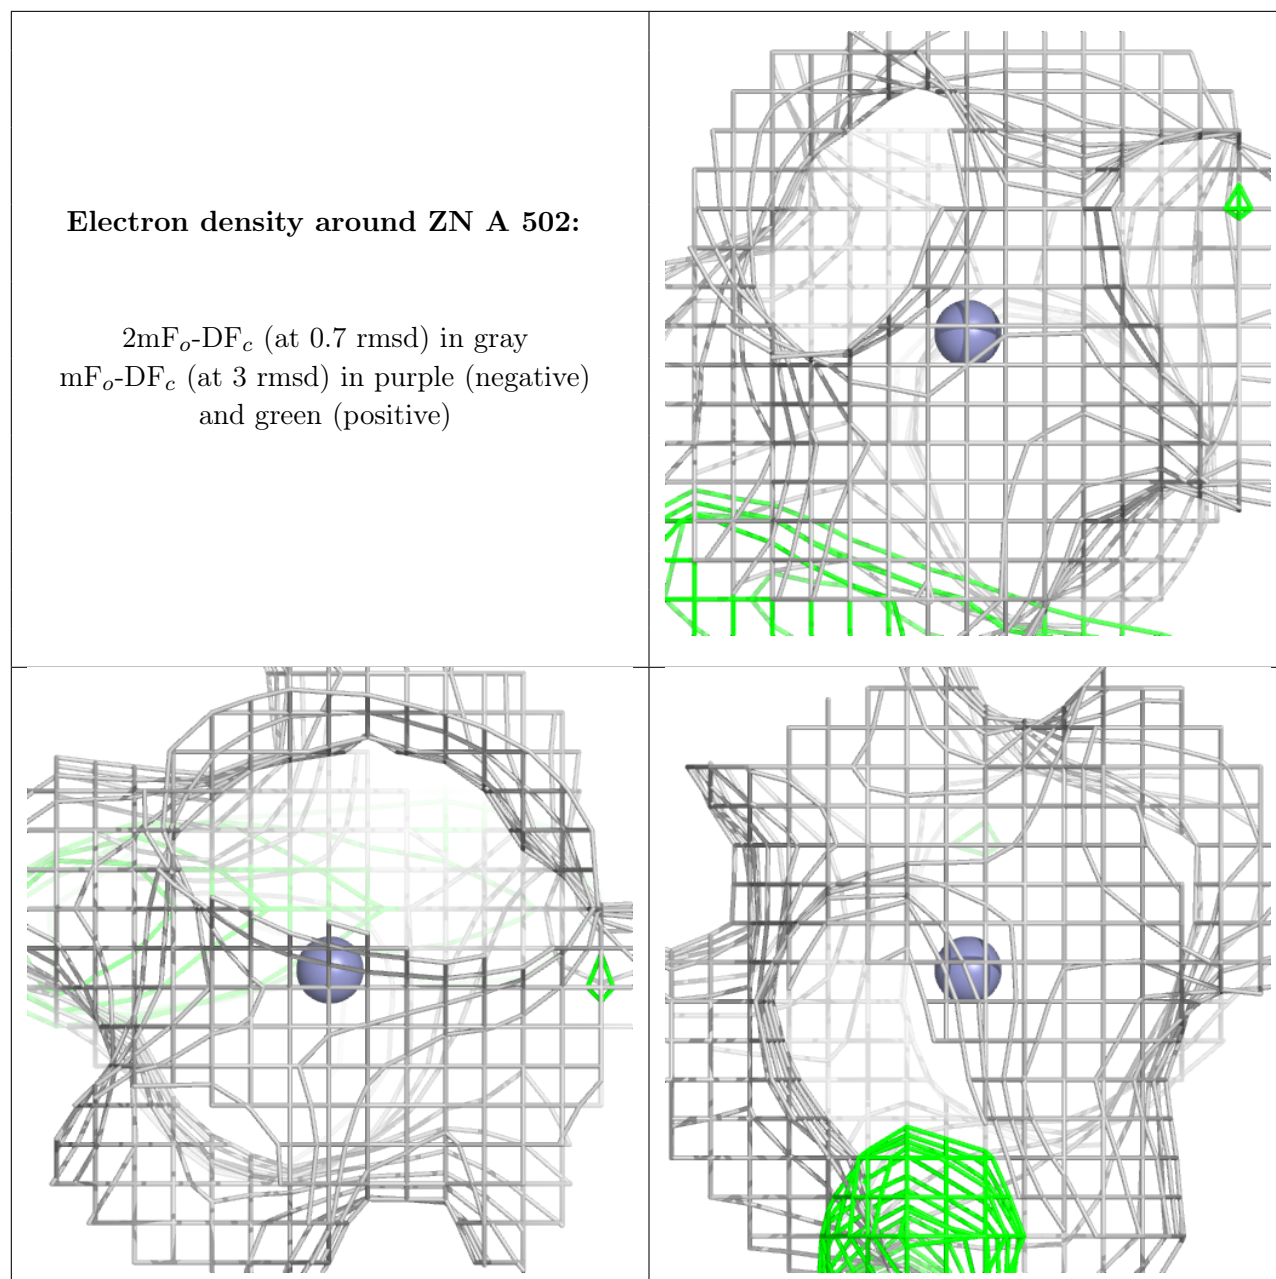 Electron density around ZN A 502:
2mFo-DFc (at 0.7 rmsd) in gray
mFo-DFc (at 3 rmsd) in purple (negative)
and green (positive)